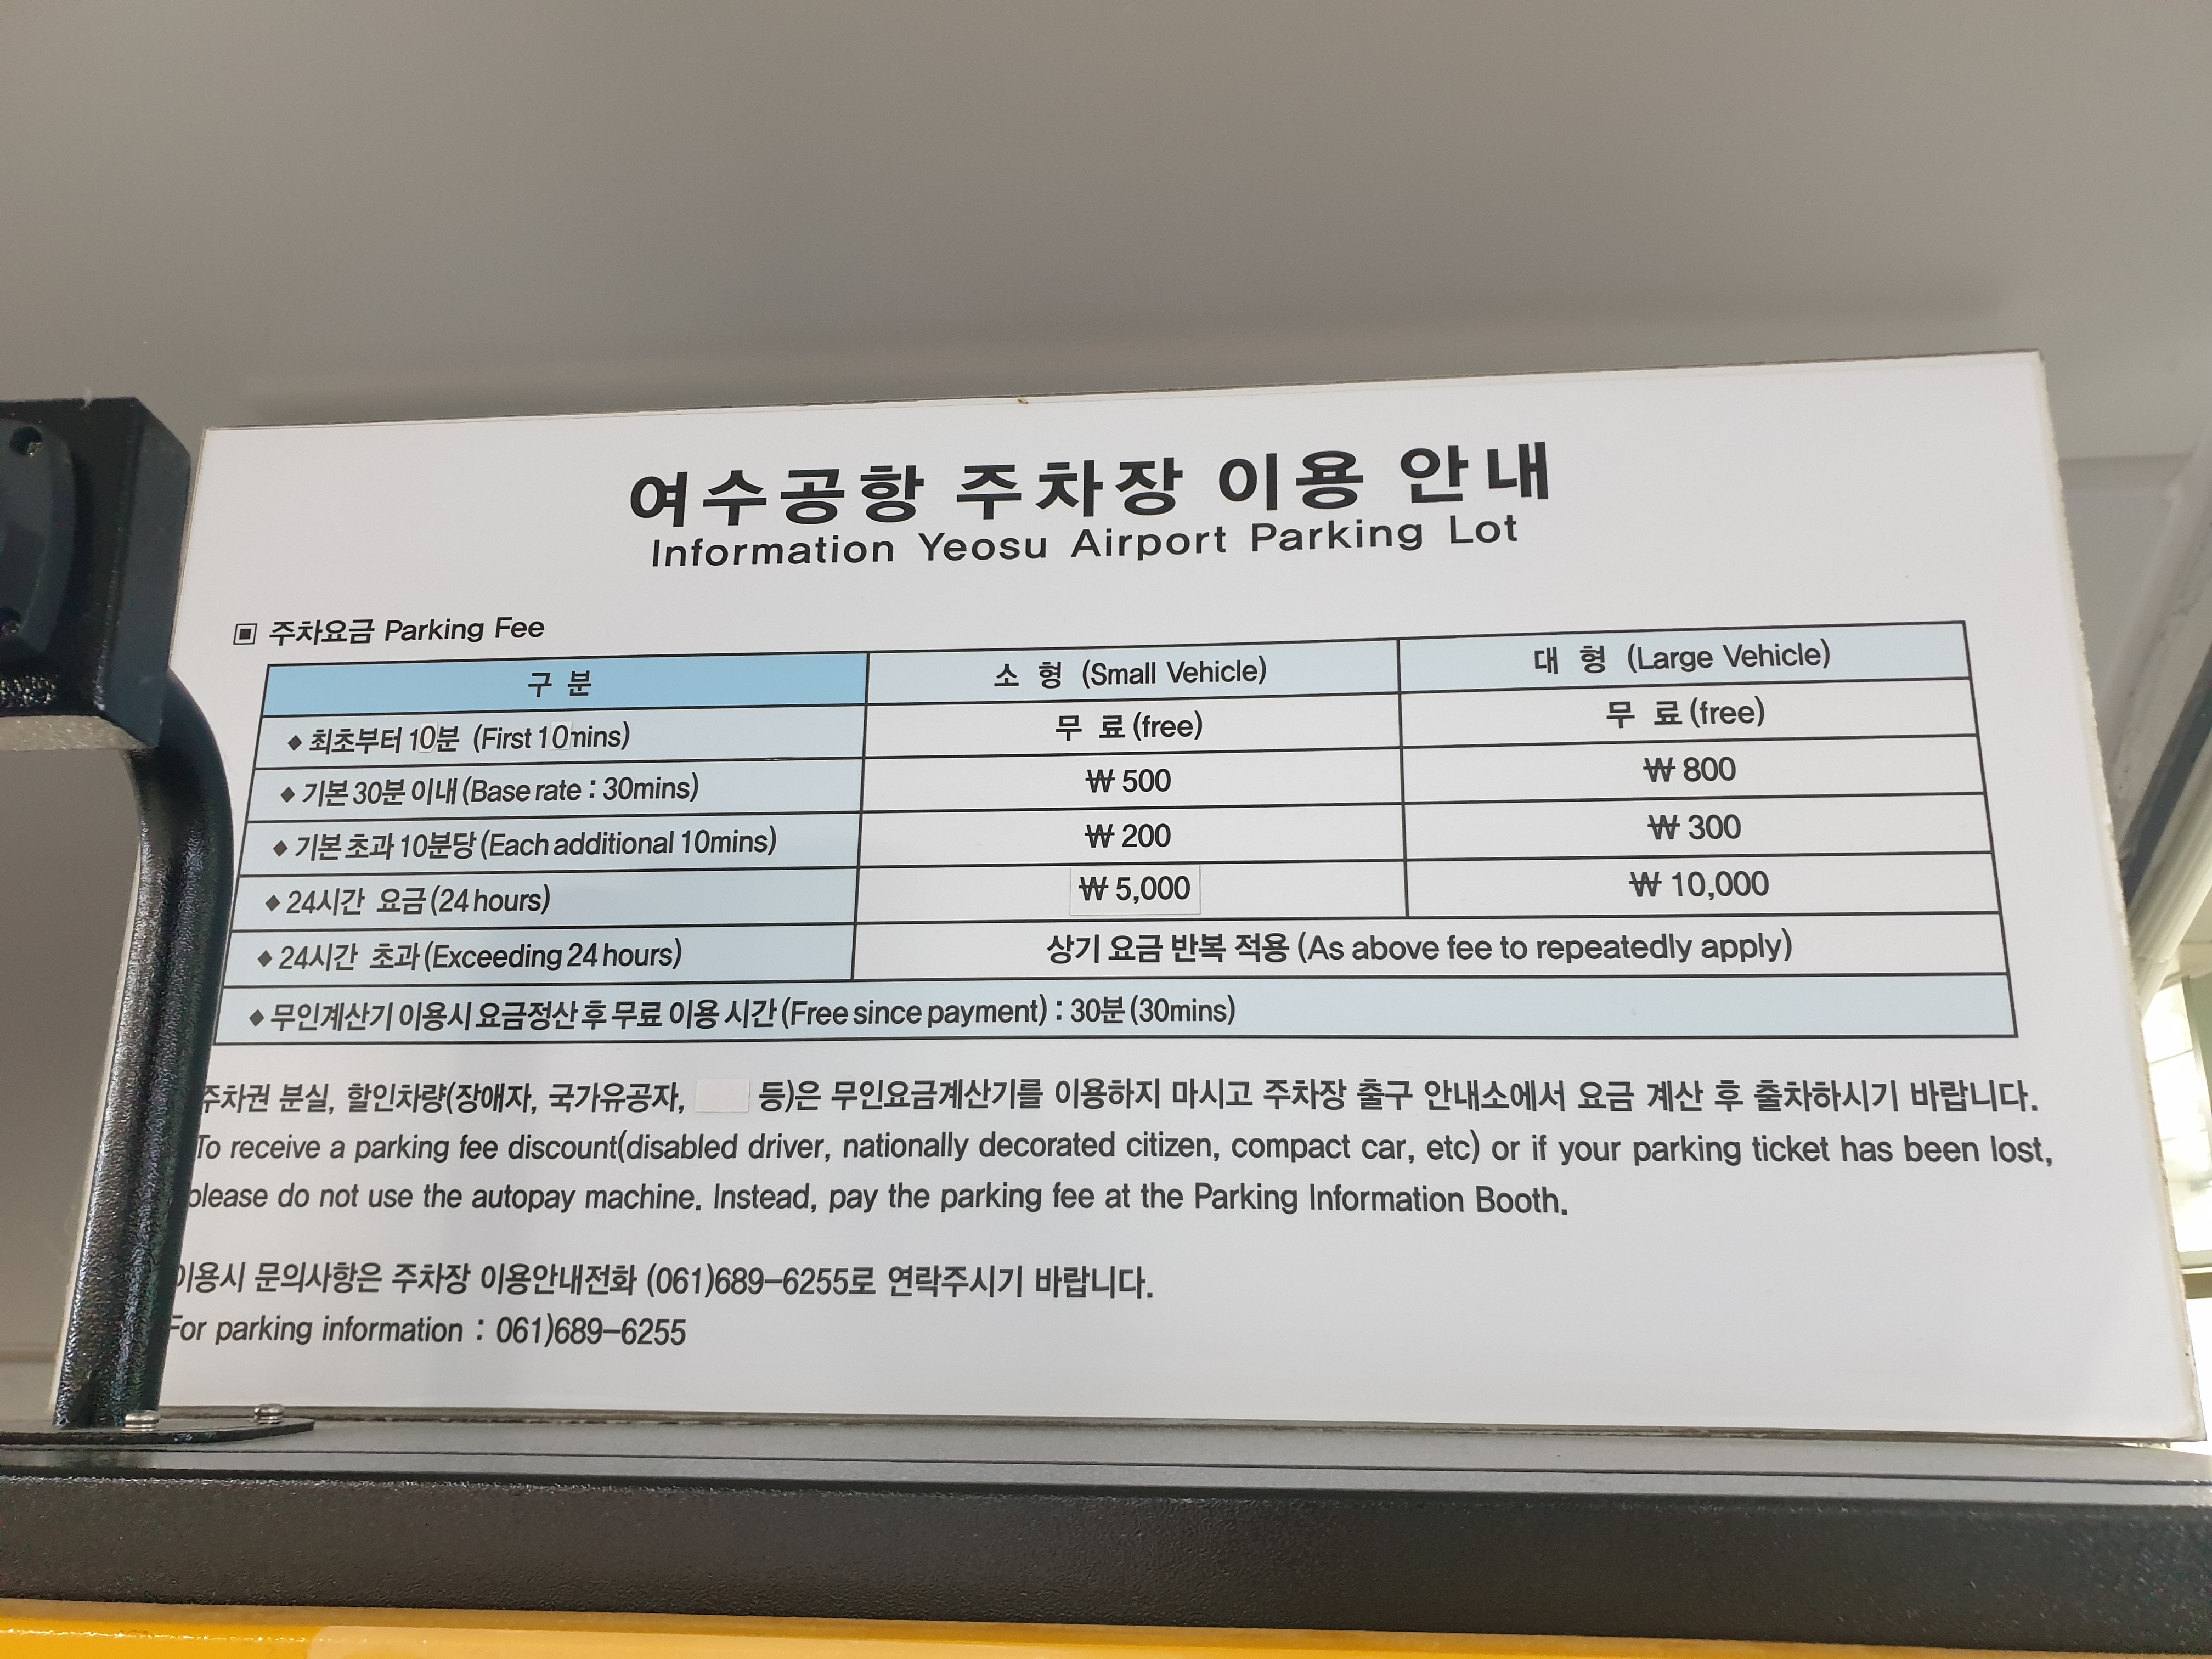 여수공항 주차장 이용 안내
Information Yeosu Airport Parking Lot
▣ 주차요금 Parking Fee
구 분 소 형 (Small Vehicle) 대 형 (Large Vehicle)
◆ 최초부터 10분 (First 10mins) 무 료 (free) 무 료 (free)
◆ 기본 30분 이내 (Base rate : 30mins) ₩ 500 ₩ 800
◆ 기본 초과 10분당 (Each additional 10mins) ₩ 200 ₩ 300
◆ 24시간 요금 (24 hours) ₩ 5,000 ₩ 10,000
◆ 24시간 초과 (Exceeding 24 hours) 상기 요금 반복 적용 (As above fee to repeatedly apply)
◆ 무인계산기 이용시 요금정산 후 무료 이용 시간 (Free since payment) : 30분 (30mins)
주차권 분실, 할인차량(장애자, 국가유공자, 등)은 무인요금계산기를 이용하지 마시고 주차장 출구 안내소에서 요금 계산 후 출차하시기 바랍니다.
To receive a parking fee discount(disabled driver, nationally decorated citizen, compact car, etc) or if your parking ticket has been lost,
please do not use the autopay machine. Instead, pay the parking fee at the Parking Information Booth.
이용시 문의사항은 주차장 이용안내전화 (061)689-6255로 연락주시기 바랍니다.
For parking information : 061)689-6255